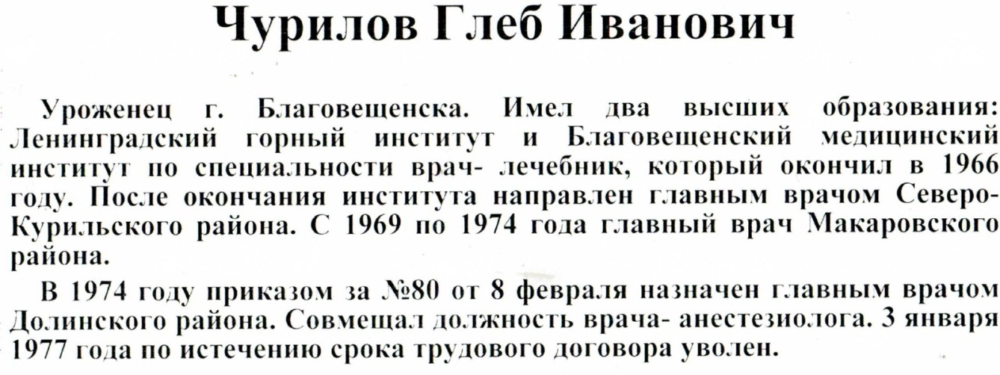 Чурилов Глеб Иванович
Уроженец г. Благовещенска. Имел два высших образования:
Ленинградский горный институт и Благовещенский медицинский
институт по специальности врач- лечебник, который окончил в 1966
году. После окончания института направлен главным врачом Северо-
Курильского района. С 1969 по 1974 года главный врач Макаровского
района.
В 1974 году приказом за №80 от 8 февраля назначен главным врачом
Долинского района. Совмещал должность врача- анестезиолога. 3 января
1977 года по истечению срока трудового договора уволен.